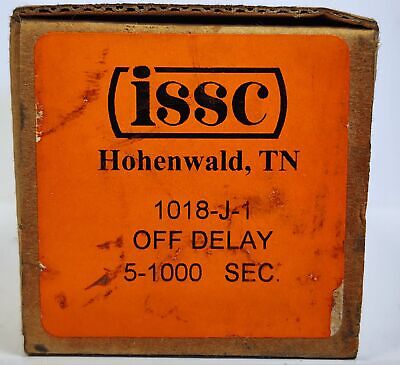 (issc)
Hohenwald, TN
1018-J-1
OFF DELAY
5-1000 SEC.